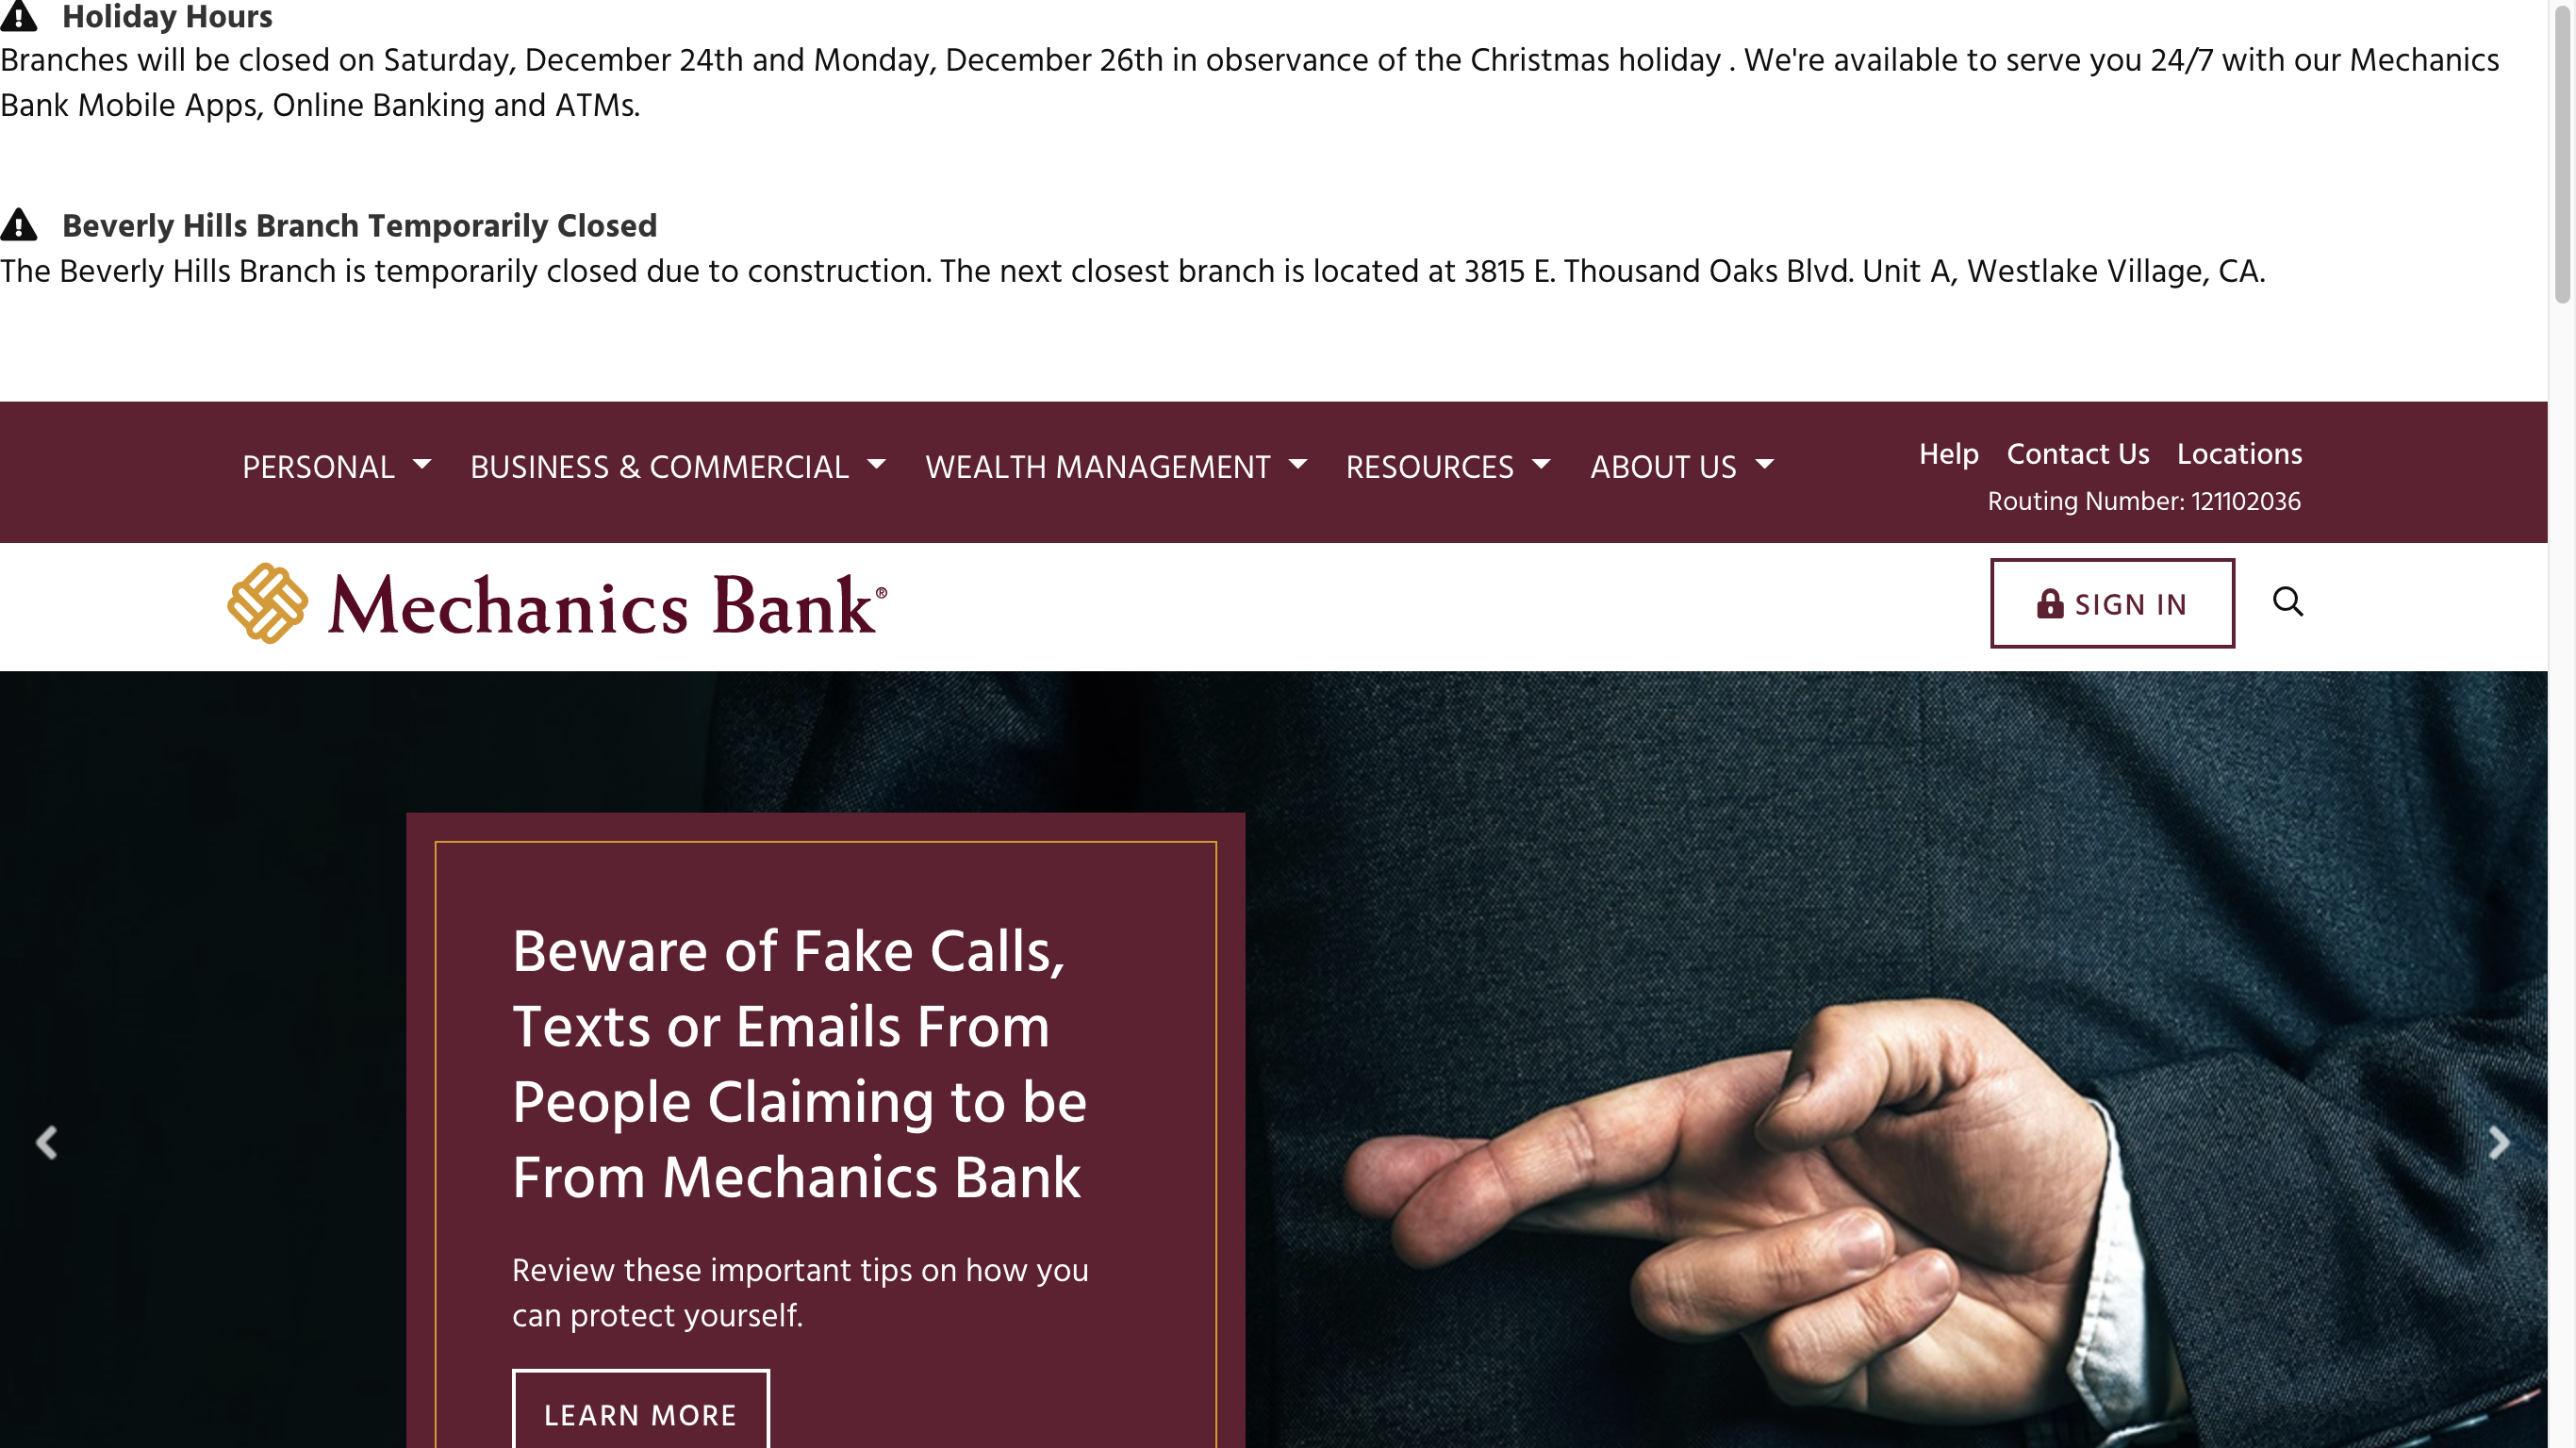 Holiday Hours
Branches will be closed on Saturday, December 24th and Monday, December 26th in observance of the Christmas holiday . We're available to serve you 24/7 with our Mechanics
Bank Mobile Apps, Online Banking and ATMs.
Beverly Hills Branch Temporarily Closed
The Beverly Hills Branch is temporarily closed due to construction. The next closest branch is located at 3815 E. Thousand Oaks Blvd. Unit A, Westlake Village, CA.
PERSONAL BUSINESS & COMMERCIAL WEALTH MANAGEMENT RESOURCES ABOUT US
Help Contact Us Locations
Routing Number: 121102036
Mechanics Bank®
SIGN IN
Beware of Fake Calls,
Texts or Emails From
People Claiming to be
From Mechanics Bank
Review these important tips on how you
can protect yourself.
LEARN MORE